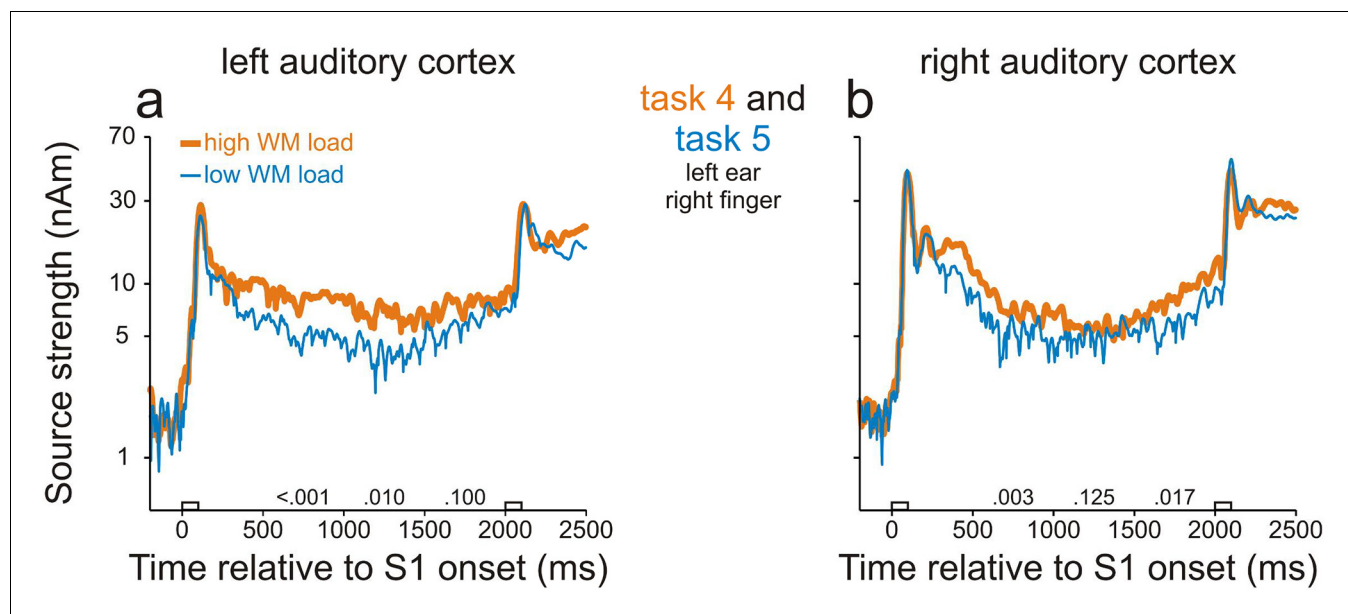 left auditory cortex
right auditory cortex
a
task 4 and
task 5
left ear
right finger
b
high WM load
low WM load
Source strength (nAm)
70
30
10
5
1
<.001 .010 .100
0 500 1000 1500 2000 2500
Time relative to S1 onset (ms)
.003 .125 .017
0 500 1000 1500 2000 2500
Time relative to S1 onset (ms)